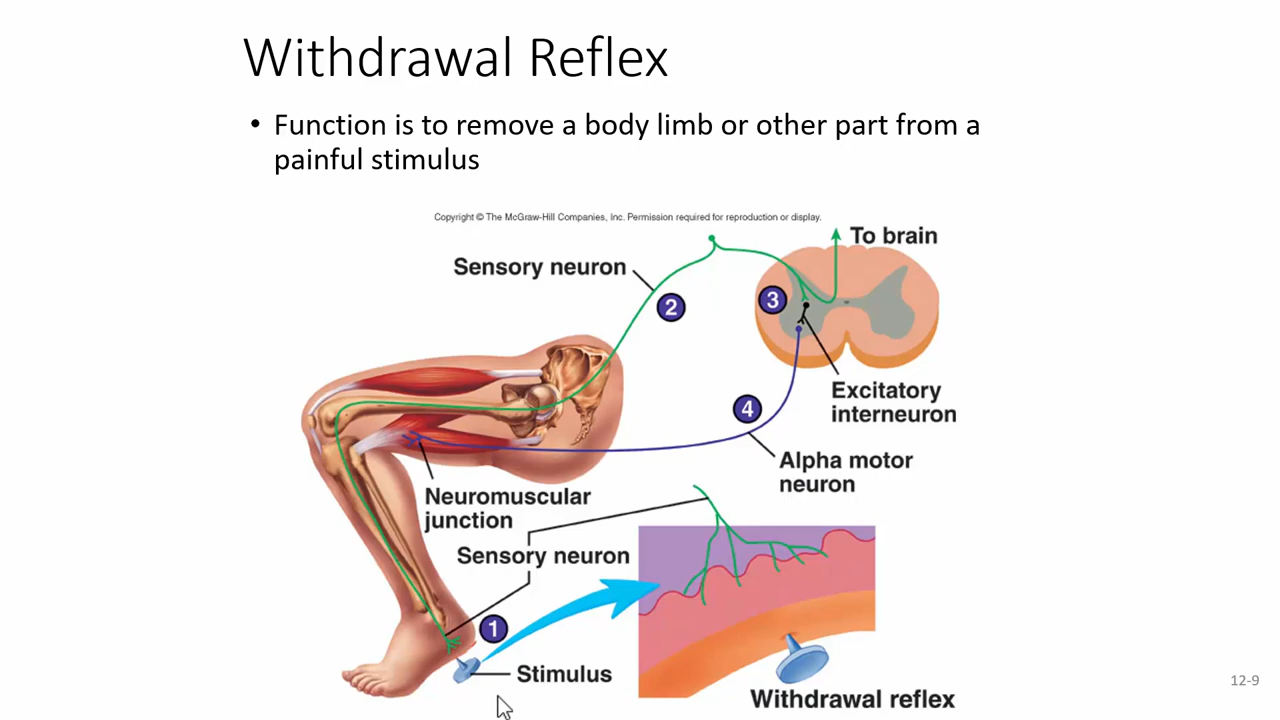 Withdrawal Reflex
• Function is to remove a body limb or other part from a
painful stimulus
Copyright © The McGraw-Hill Companies, Inc. Permission required for reproduction or display.
To brain
Sensory neuron
2
3
Excitatory
interneuron
4
Alpha motor
neuron
Neuromuscular
junction
Sensory neuron
1
Stimulus
Withdrawal reflex
12-9